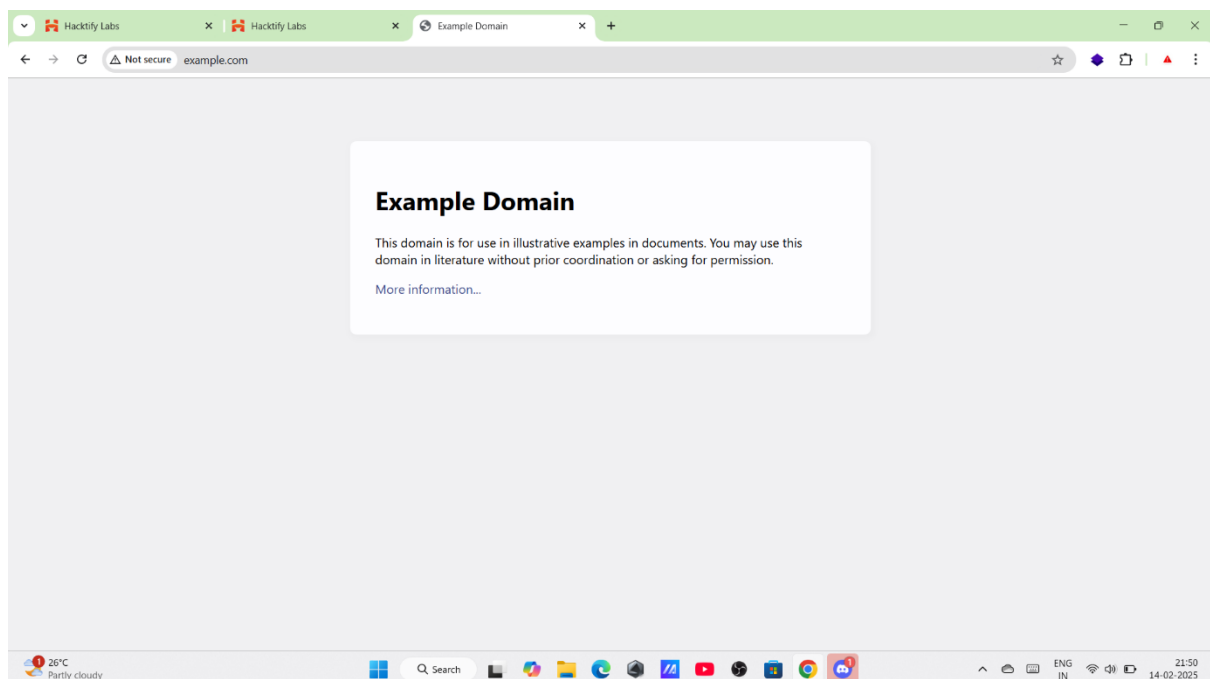 Hacktify Labs
Hacktify Labs
Example Domain
Not secure
example.com
Example Domain
This domain is for use in illustrative examples in documents. You may use this
domain in literature without prior coordination or asking for permission.
More information...
1
26°C
Partly cloudy
Search
1
ENG
IN
21:50
14-02-2025